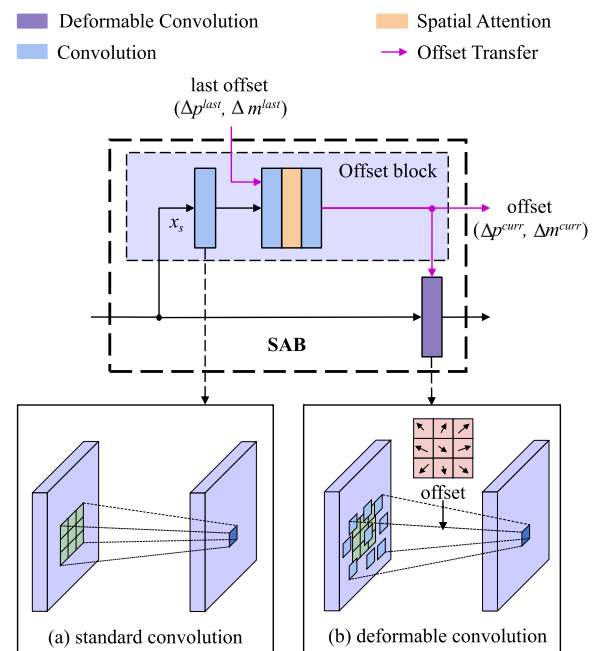 Deformable Convolution
Spatial Attention
Convolution
Offset Transfer
last offset
(Δp^last, Δ m^last)
Offset block
x_s
offset
(Δp^curr, Δm^curr)
SAB
offset
(a) standard convolution
(b) deformable convolution